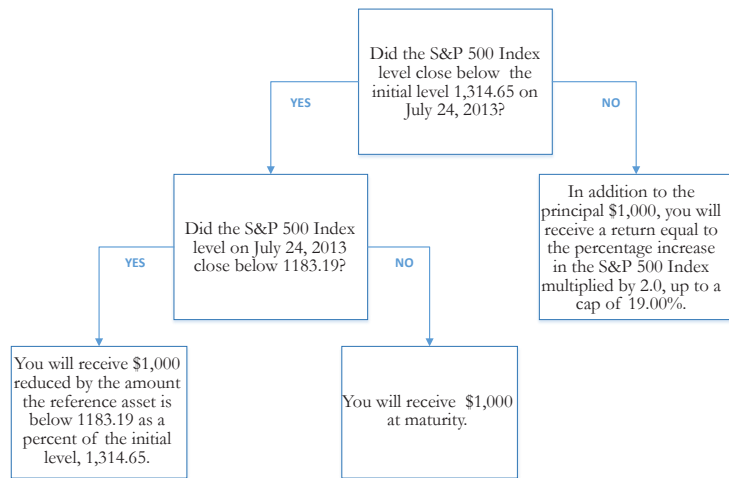 Did the S&P 500 Index
level close below the
initial level 1,314.65 on
July 24, 2013?
YES
NO
Did the S&P 500 Index
level on July 24, 2013
close below 1183.19?
In addition to the
principal $1,000, you will
receive a return equal to
the percentage increase
in the S&P 500 Index
multiplied by 2.0, up to a
cap of 19.00%.
YES
NO
You will receive $1,000
reduced by the amount
the reference asset is
below 1183.19 as a
percent of the initial
level, 1,314.65.
You will receive $1,000
at maturity.